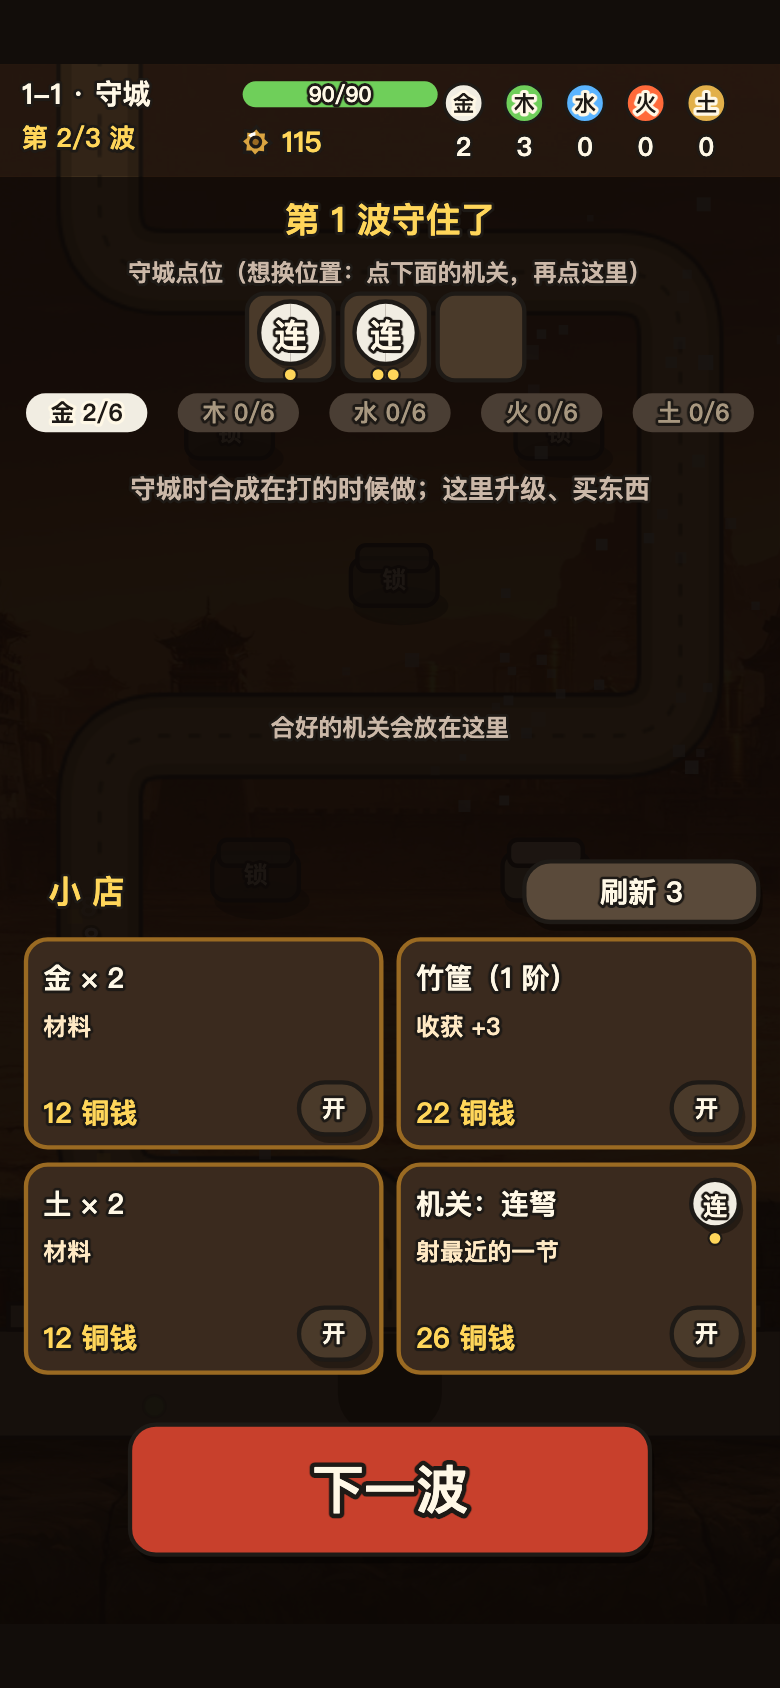 1–1 · 守城
90/90
金 木 水 火 土
第 2/3 波
115
2 3 0 0 0
第 1 波守住了
守城点位（想换位置：点下面的机关，再点这里）
连 连
金 2/6 木 0/6 水 0/6 火 0/6 土 0/6
锁 锁
守城时合成在打的时候做；这里升级、买东西
锁
合好的机关会放在这里
锁
小 店
刷新 3
金 × 2
材料
12 铜钱
开
竹筐（1 阶）
收获 +3
22 铜钱
开
土 × 2
材料
12 铜钱
开
机关：连弩
连
射最近的一节
26 铜钱
开
下一波